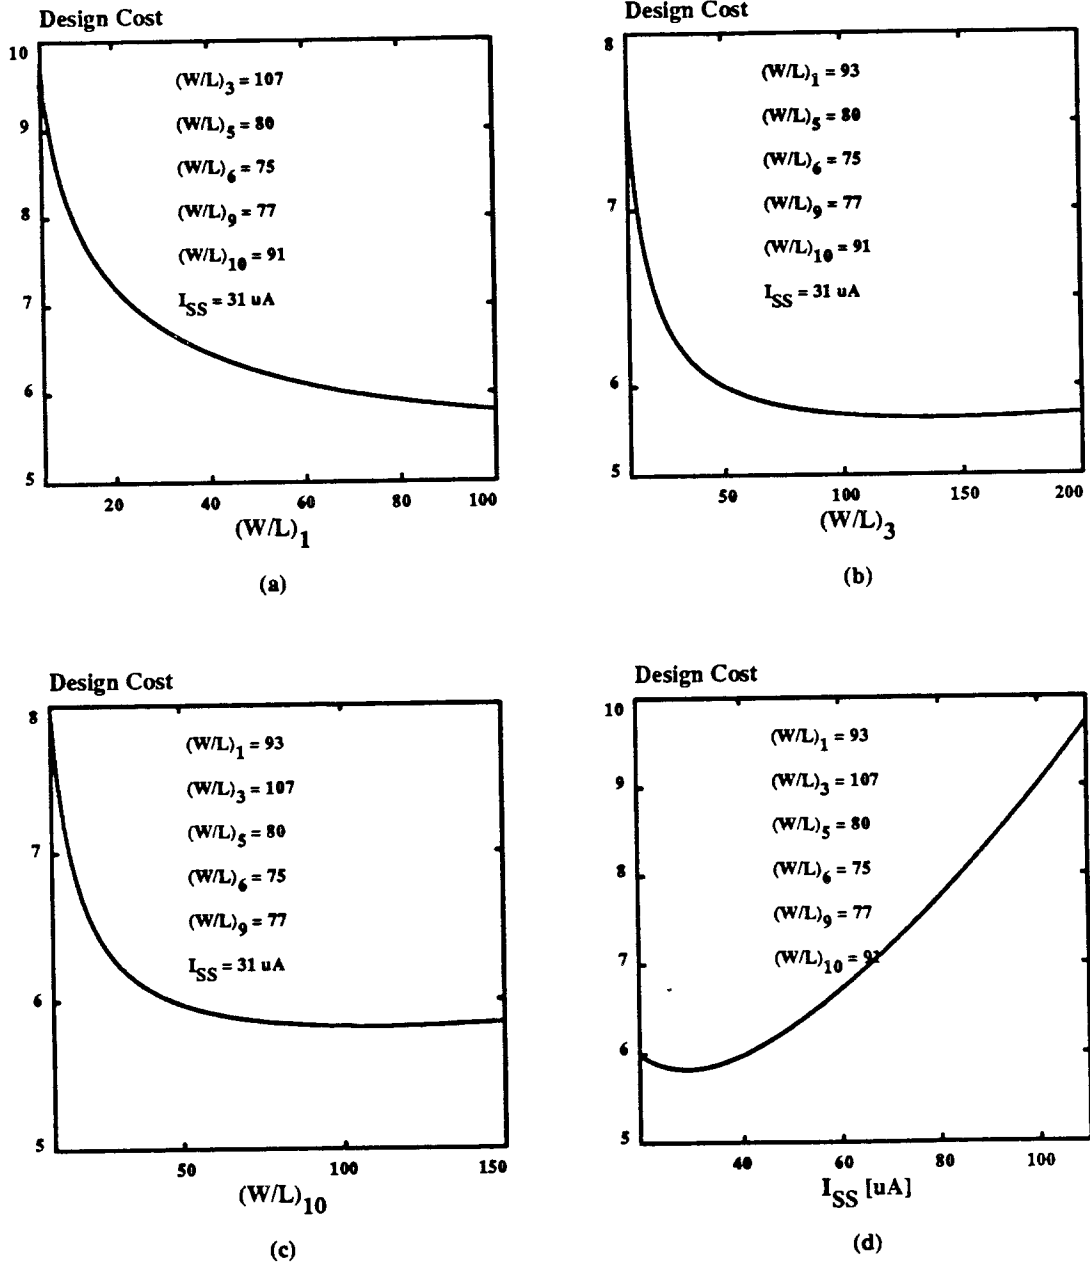 Design Cost
10
9
8
7
6
5
(W/L)3 = 107
(W/L)5 = 80
(W/L)6 = 75
(W/L)9 = 77
(W/L)10 = 91
ISS = 31 uA
20 40 60 80 100
(W/L)1
(a)
Design Cost
8
7
6
5
(W/L)1 = 93
(W/L)5 = 80
(W/L)6 = 75
(W/L)9 = 77
(W/L)10 = 91
ISS = 31 uA
50 100 150 200
(W/L)3
(b)
Design Cost
8
7
6
5
(W/L)1 = 93
(W/L)3 = 107
(W/L)5 = 80
(W/L)6 = 75
(W/L)9 = 77
ISS = 31 uA
50 100 150
(W/L)10
(c)
Design Cost
10
9
8
7
6
5
(W/L)1 = 93
(W/L)3 = 107
(W/L)5 = 80
(W/L)6 = 75
(W/L)9 = 77
(W/L)10 = 91
40 60 80 100
ISS [uA]
(d)